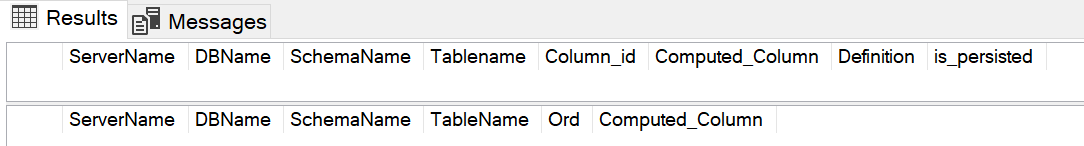 Results Messages
ServerName DBName SchemaName Tablename Column_id Computed_Column Definition is_persisted
ServerName DBName SchemaName TableName Ord Computed_Column